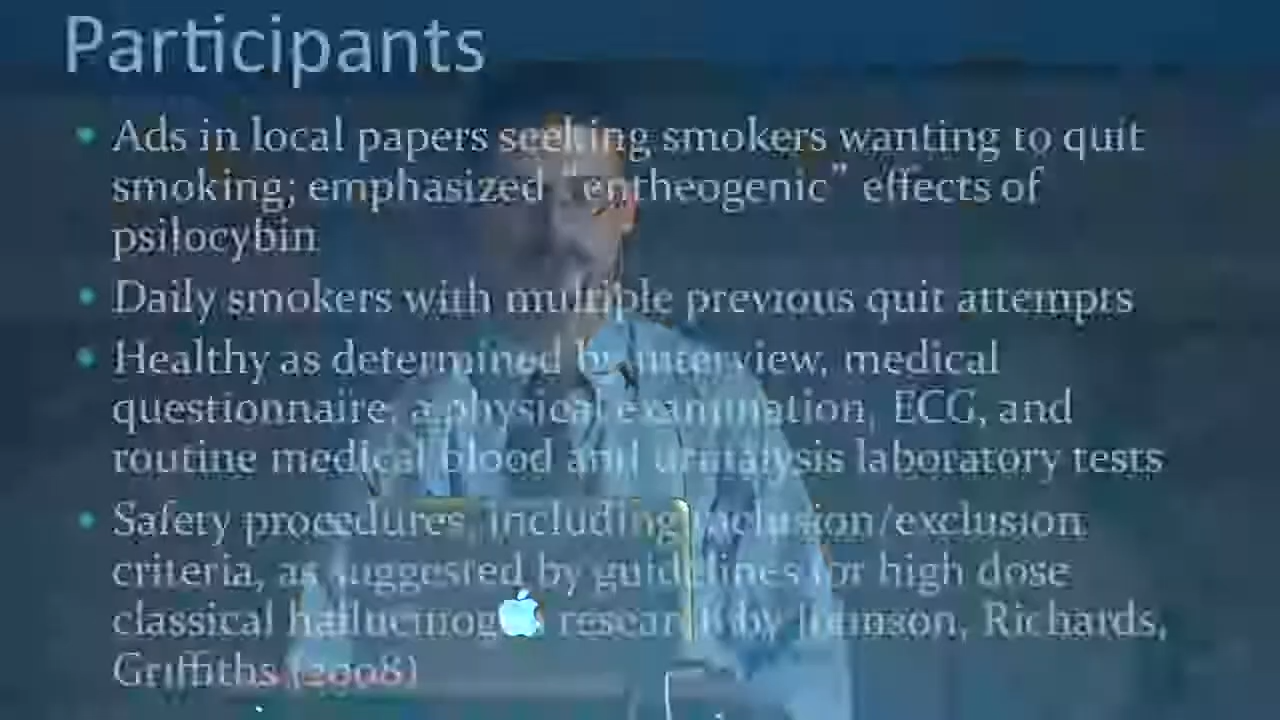 Participants
Ads in local papers seeking smokers wanting to quit
smoking; emphasized "entheogenic" effects of
psilocybin
Daily smokers with multiple previous quit attempts
Healthy as determined by interview, medical
questionnaire, a physical examination, ECG, and
routine medical blood and urinalysis laboratory tests
Safety procedures, including inclusion/exclusion
criteria, as suggested by guidelines for high dose
classical hallucinogen research by Johnson, Richards,
Griffiths (2008)